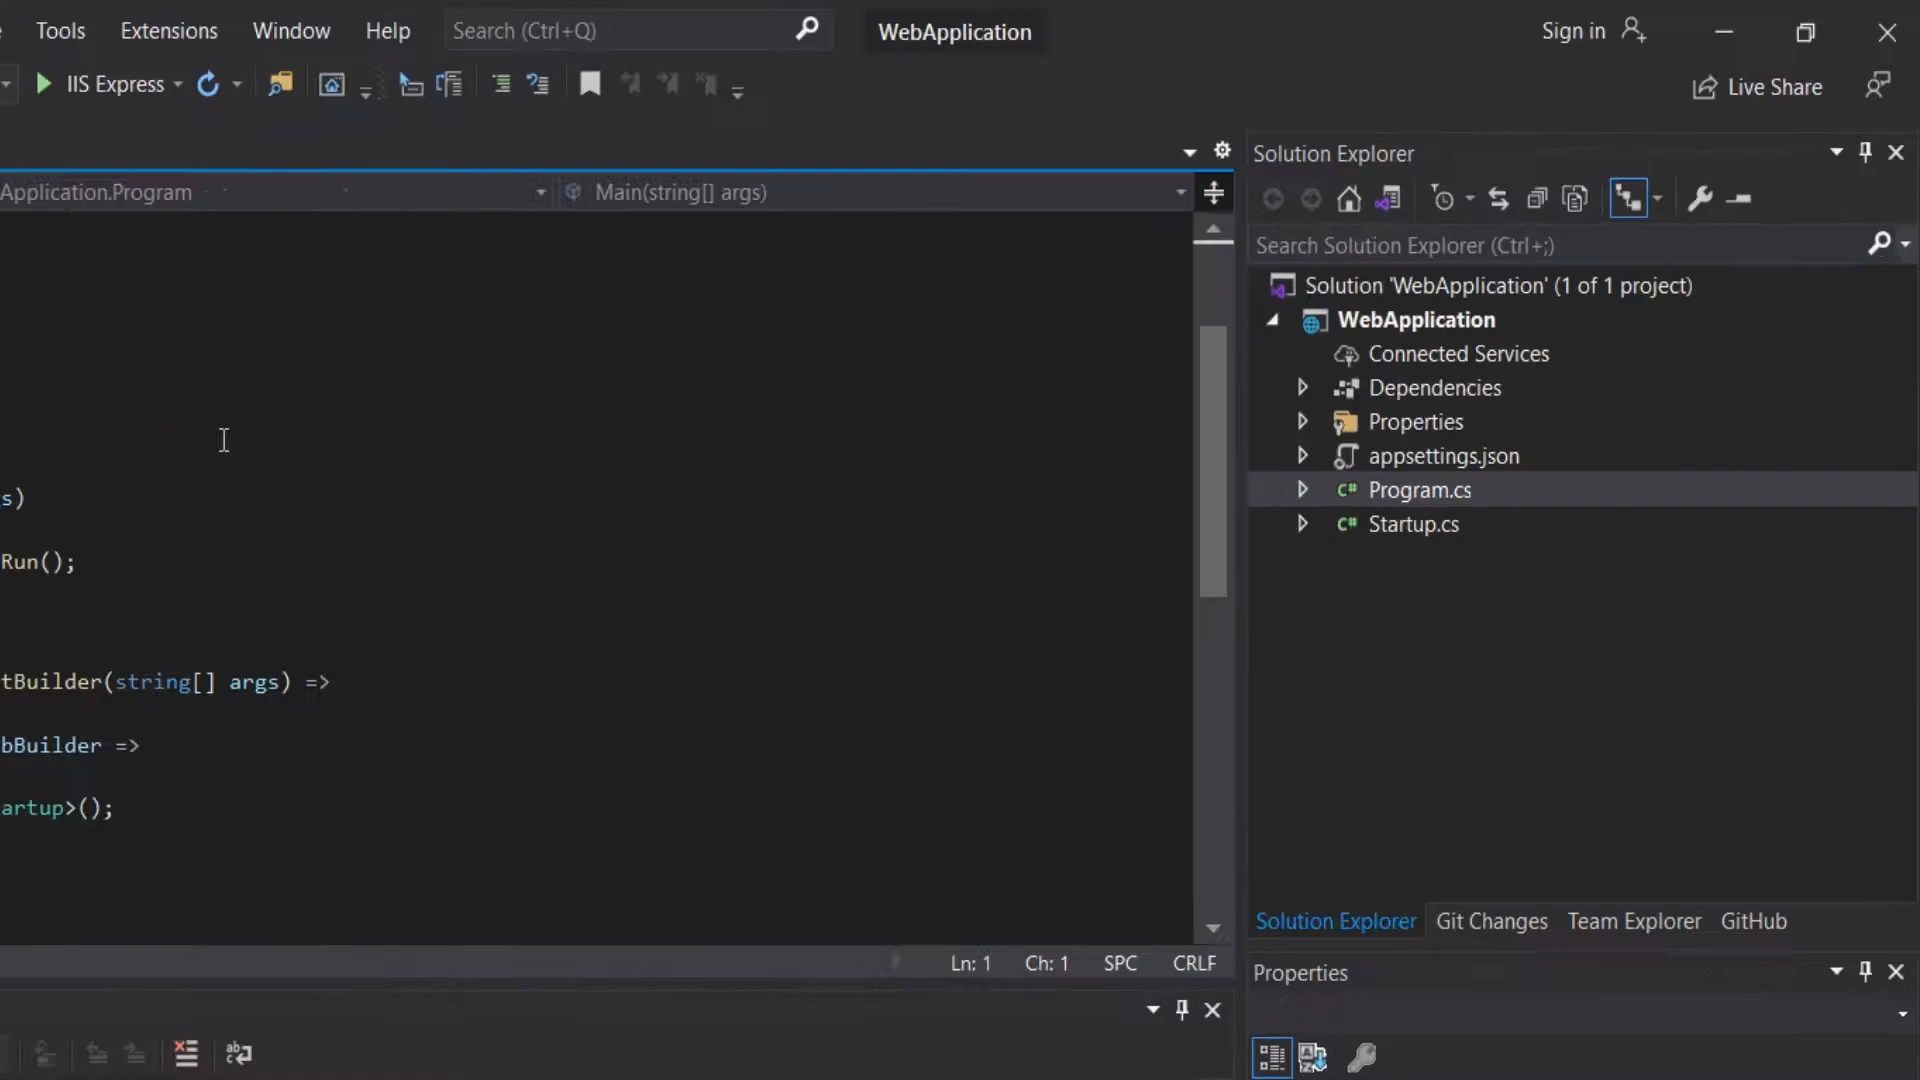 Tools Extensions Window Help Search (Ctrl+Q) WebApplication Sign in
IIS Express Live Share
Solution Explorer
Application.Program Main(string[] args)
Search Solution Explorer (Ctrl+;)
Solution 'WebApplication' (1 of 1 project)
WebApplication
Connected Services
Dependencies
Properties
appsettings.json
C# Program.cs
C# Startup.cs
s)
Run();
tBuilder(string[] args) =>
bBuilder =>
artup>();
Solution Explorer Git Changes Team Explorer GitHub
Ln: 1 Ch: 1 SPC CRLF
Properties